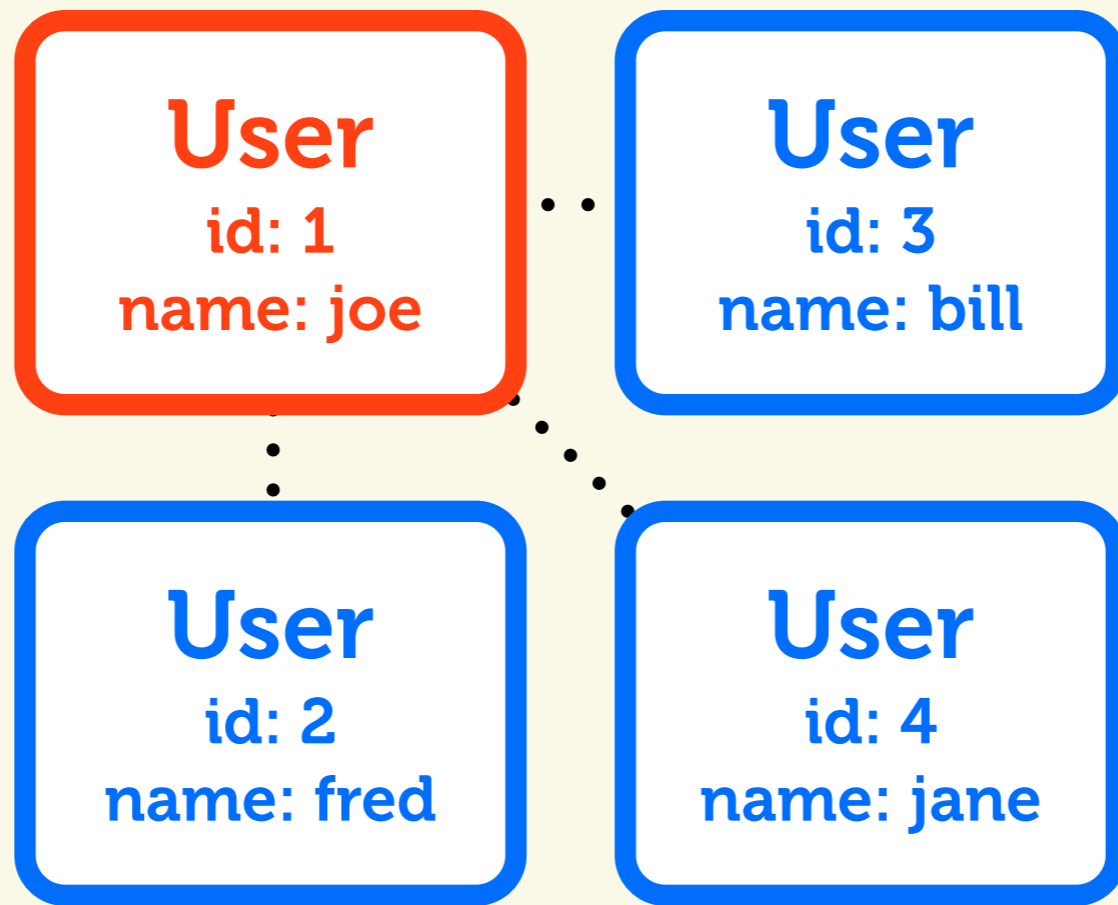 User
id: 1
name: joe
User
id: 3
name: bill
User
id: 2
name: fred
User
id: 4
name: jane